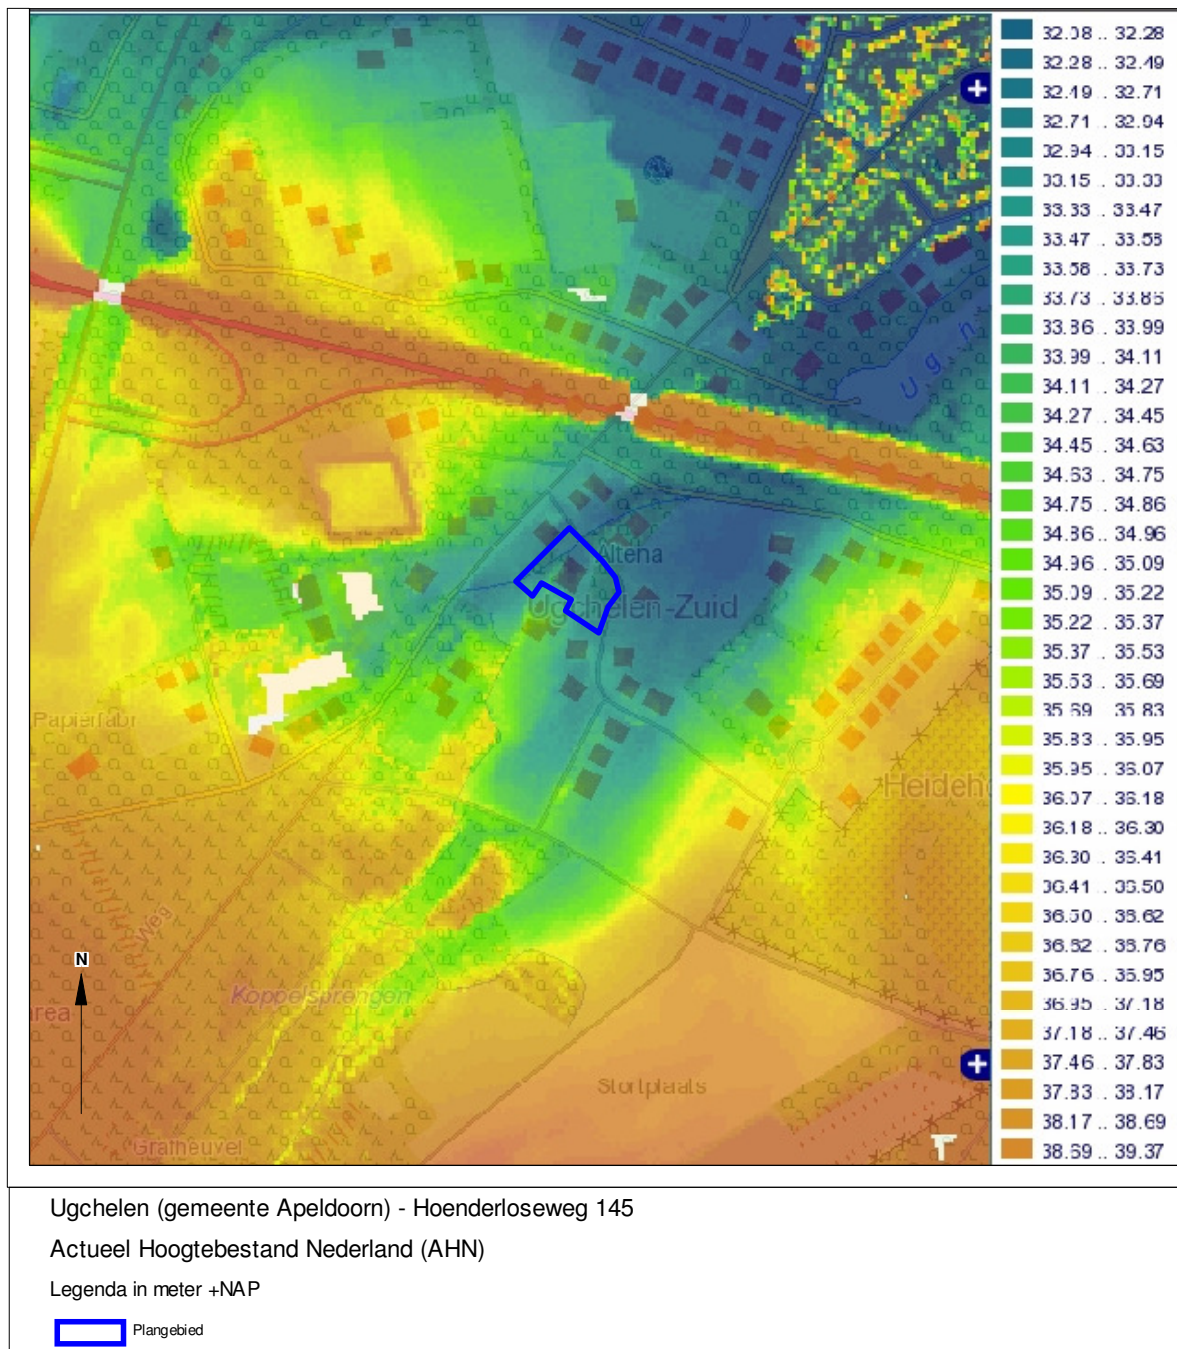 32.08 .. 32.28
32.28 .. 32.49
32.49 .. 32.71
32.71 .. 32.94
32.94 .. 33.15
33.15 .. 33.33
33.33 .. 33.47
33.47 .. 33.58
33.58 .. 33.73
33.73 .. 33.86
33.86 .. 33.99
33.99 .. 34.11
34.11 .. 34.27
34.27 .. 34.45
34.45 .. 34.63
34.63 .. 34.75
34.75 .. 34.86
34.86 .. 34.96
34.96 .. 35.09
35.09 .. 35.22
35.22 .. 35.37
35.37 .. 35.53
35.53 .. 35.69
35.69 .. 35.83
35.83 .. 35.95
35.95 .. 36.07
36.07 .. 36.18
36.18 .. 36.30
36.30 .. 36.41
36.41 .. 36.50
36.50 .. 36.62
36.62 .. 36.76
36.76 .. 36.95
36.95 .. 37.18
37.18 .. 37.46
37.46 .. 37.83
37.83 .. 38.17
38.17 .. 38.69
38.69 .. 39.37
Altena
Ugchelen-Zuid
Papierfabr
Heideho
Weg
N
Koppelsprengen
area
Stortplaats
Grafheuvel
Ugchelen (gemeente Apeldoorn) - Hoenderloseweg 145
Actueel Hoogtebestand Nederland (AHN)
Legenda in meter +NAP
Plangebied